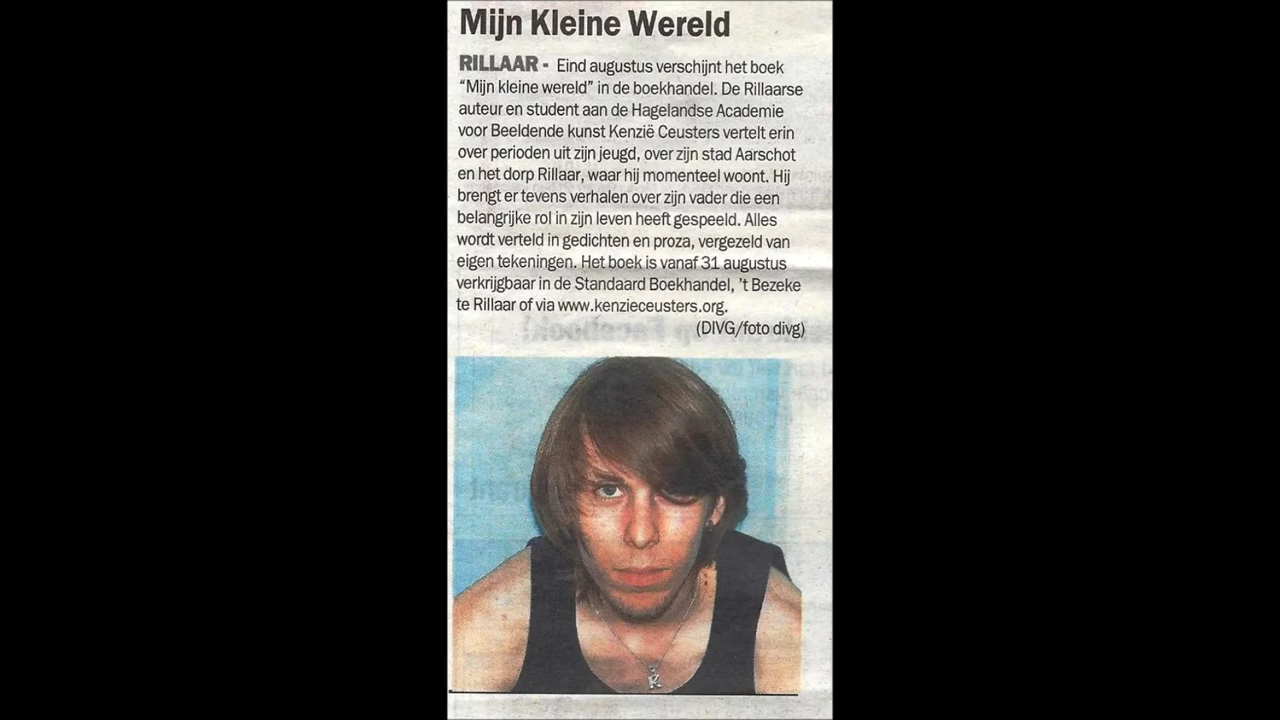 Mijn Kleine Wereld
RILLAAR - Eind augustus verschijnt het boek
“Mijn kleine wereld” in de boekhandel. De Rillaarse
auteur en student aan de Hagelandse Academie
voor Beeldende kunst Kenzië Ceusters vertelt erin
over perioden uit zijn jeugd, over zijn stad Aarschot
en het dorp Rillaar, waar hij momenteel woont. Hij
brengt er tevens verhalen over zijn vader die een
belangrijke rol in zijn leven heeft gespeeld. Alles
wordt verteld in gedichten en proza, vergezeld van
eigen tekeningen. Het boek is vanaf 31 augustus
verkrijgbaar in de Standaard Boekhandel, ’t Bezeke
te Rillaar of via www.kenzieceusters.org.
(DIVG/foto divg)
K